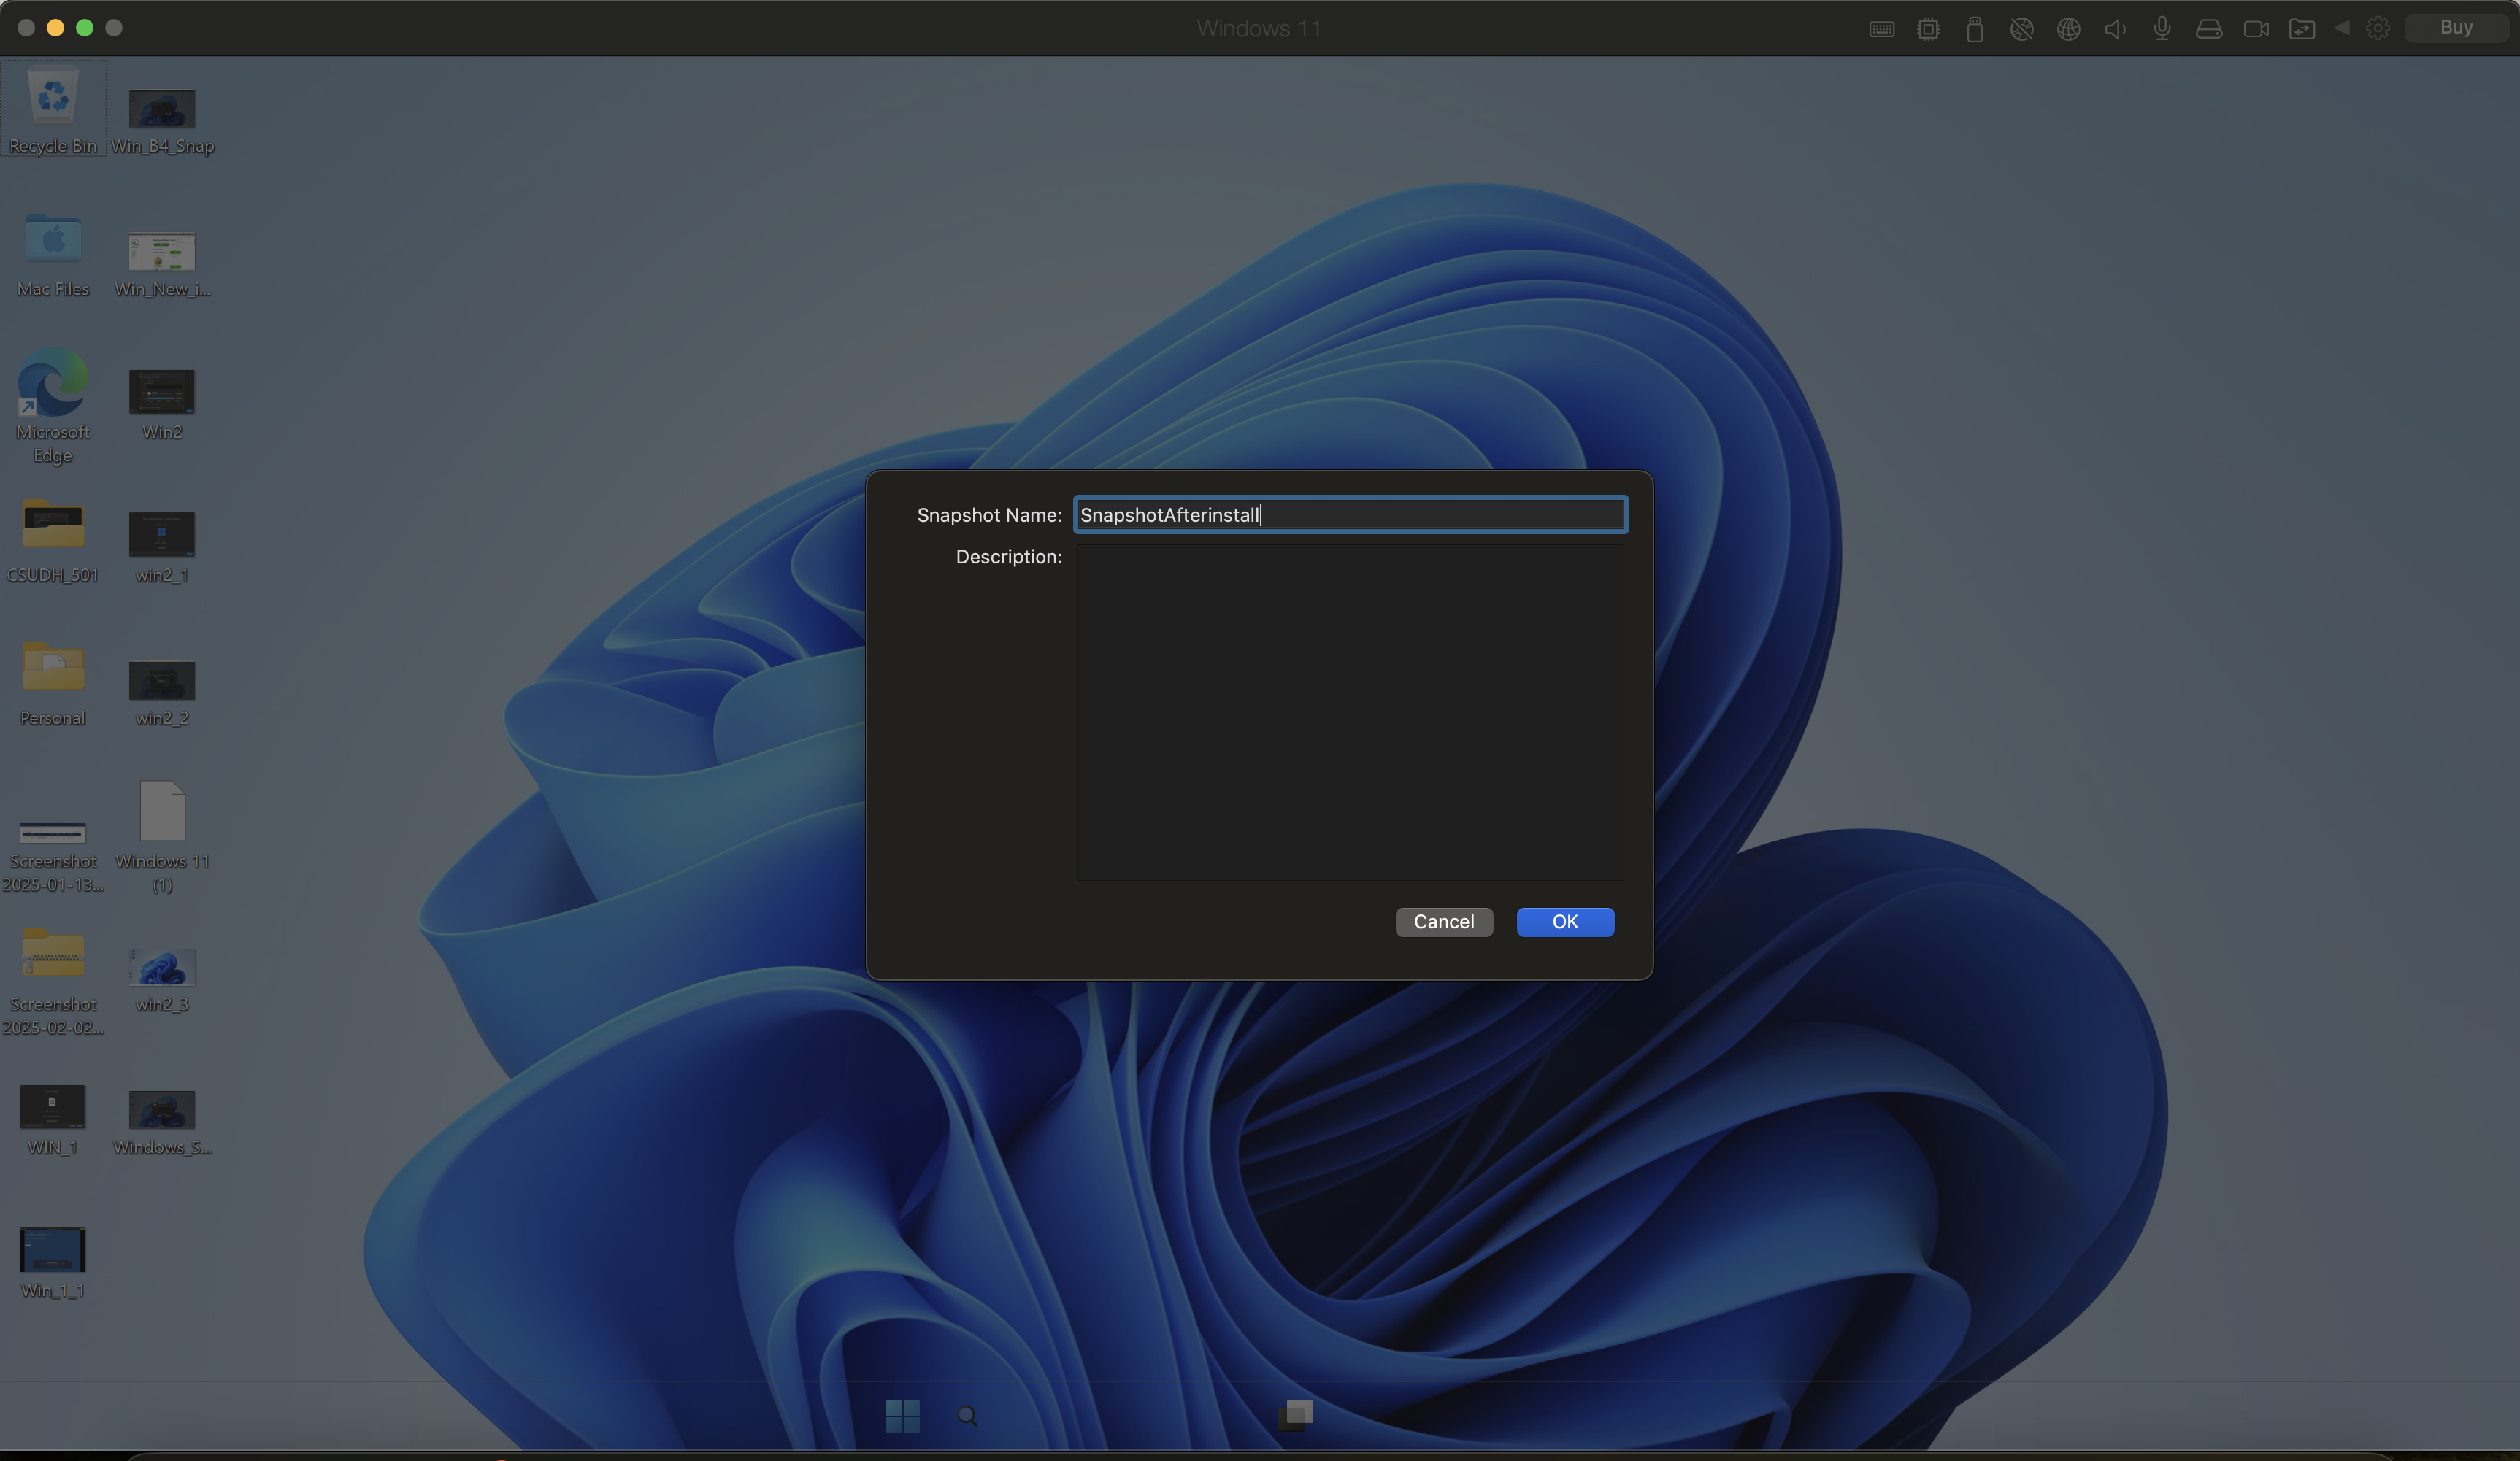 Windows 11
Buy
Recycle Bin
Win_B4_Snap
Mac Files
Win_New_i...
Microsoft
Edge
Win2
CSUDH_501
win2_1
Personal
win2_2
Screenshot
2025-01-13...
Windows 11
(1)
Screenshot
2025-02-02...
win2_3
WIN_1
Windows_S...
Win_1_1
Snapshot Name:
SnapshotAfterinstall
Description:
Cancel
OK